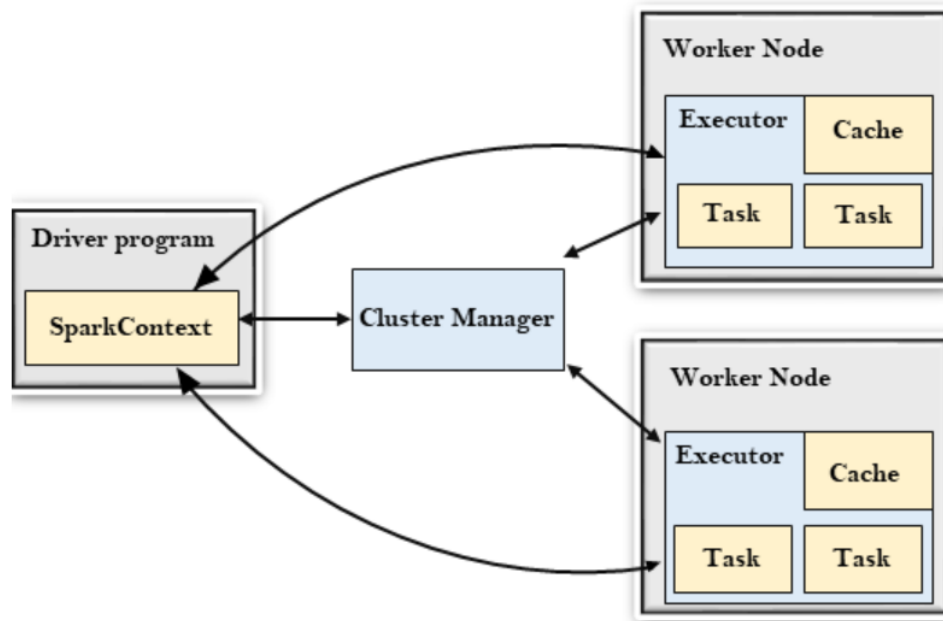 Worker Node
Executor
Cache
Task
Task
Driver program
SparkContext
Cluster Manager
Worker Node
Executor
Cache
Task
Task